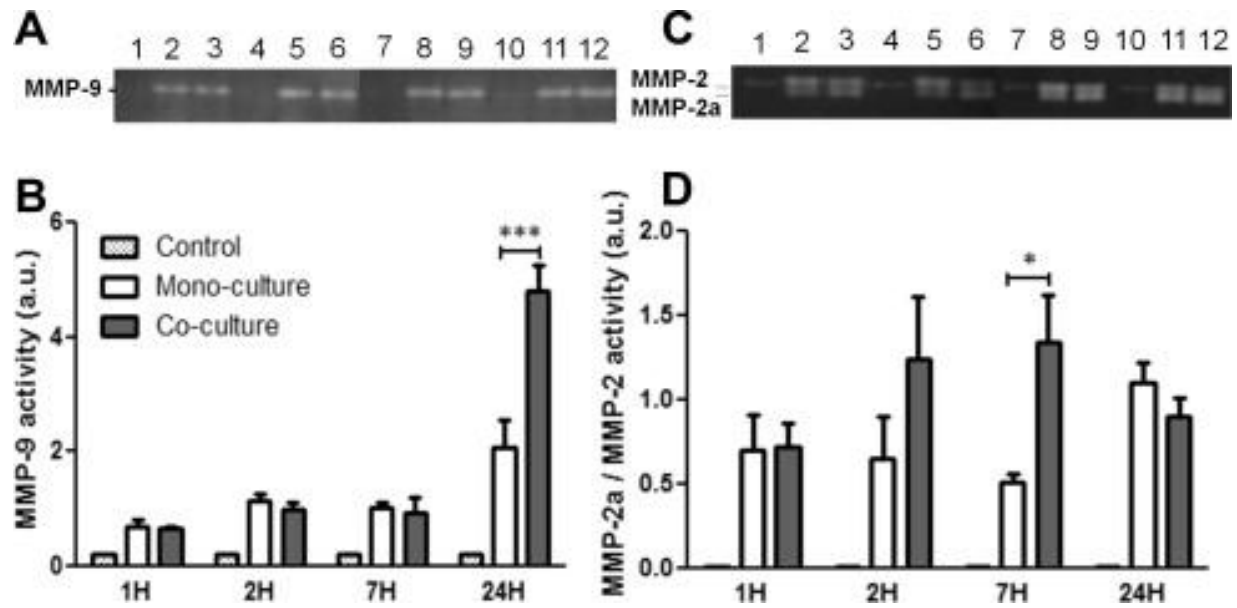 A
1 2 3 4 5 6 7 8 9 10 11 12
MMP-9
C
1 2 3 4 5 6 7 8 9 10 11 12
MMP-2
MMP-2a
B
MMP-9 activity (a.u.)
6
4
2
0
Control
Mono-culture
Co-culture
***
1H 2H 7H 24H
D
MMP-2a / MMP-2 activity (a.u.)
2.0
1.5
1.0
0.5
0.0
*
1H 2H 7H 24H